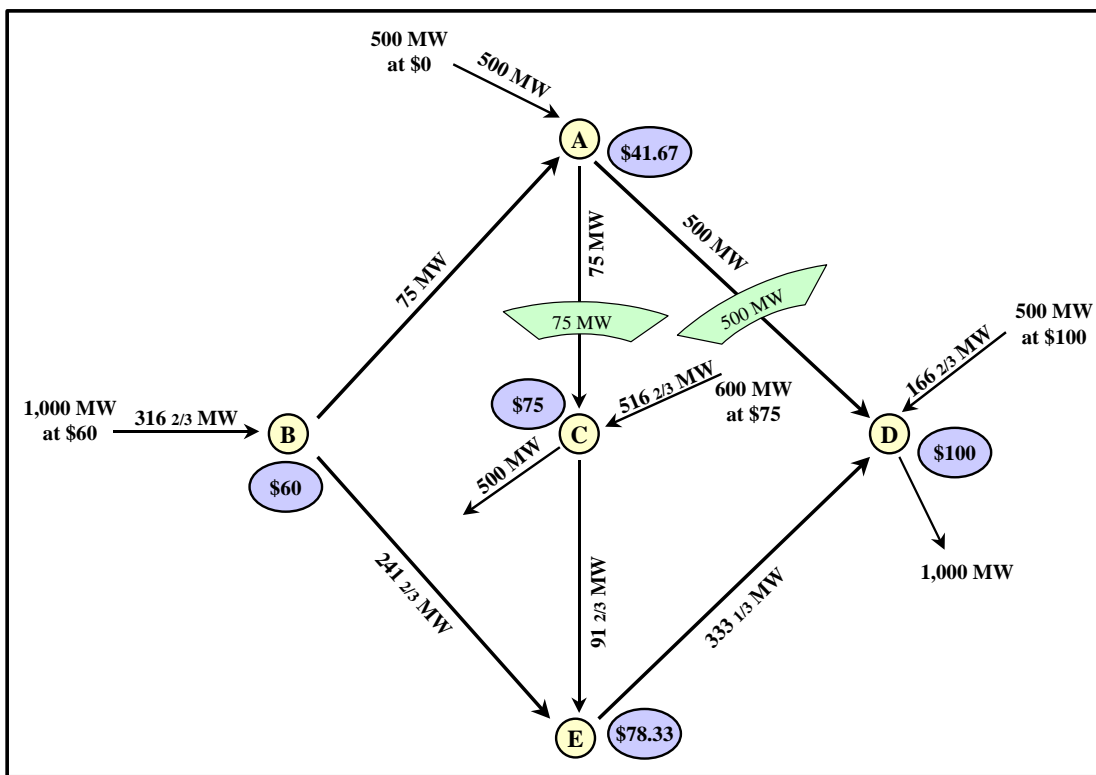 500 MW
at $0
500 MW
A
$41.67
75 MW
75 MW
500 MW
75 MW
500 MW
500 MW
at $100
166 2/3 MW
1,000 MW
at $60
316 2/3 MW
B
$60
$75
C
516 2/3 MW
600 MW
at $75
500 MW
D
$100
1,000 MW
241 2/3 MW
91 2/3 MW
333 1/3 MW
E
$78.33